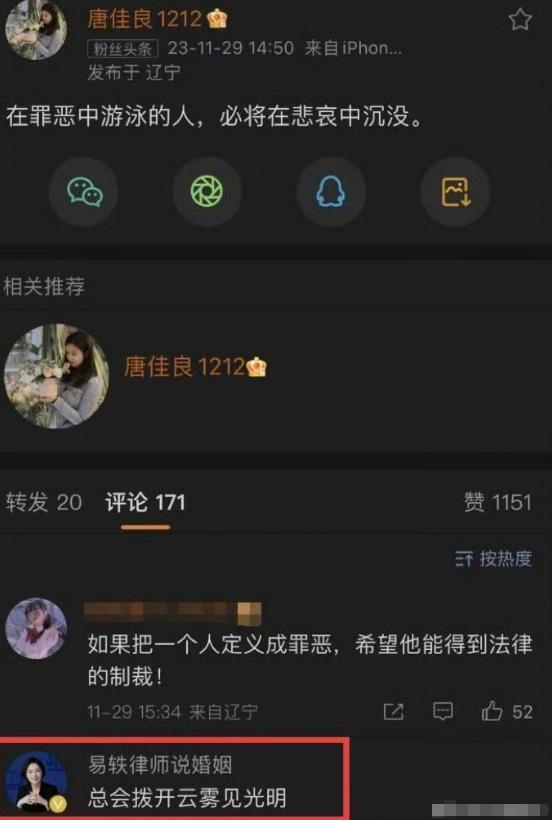 唐佳良1212
粉丝头条 23-11-29 14:50 来自iPhon...
发布于 辽宁
在罪恶中游泳的人，必将在悲哀中沉没。
相关推荐
唐佳良1212
转发 20 评论 171 赞 1151
按热度
如果把一个人定义成罪恶，希望他能得到法律
的制裁！
11-29 15:34 来自辽宁 52
易轶律师说婚姻
总会拨开云雾见光明